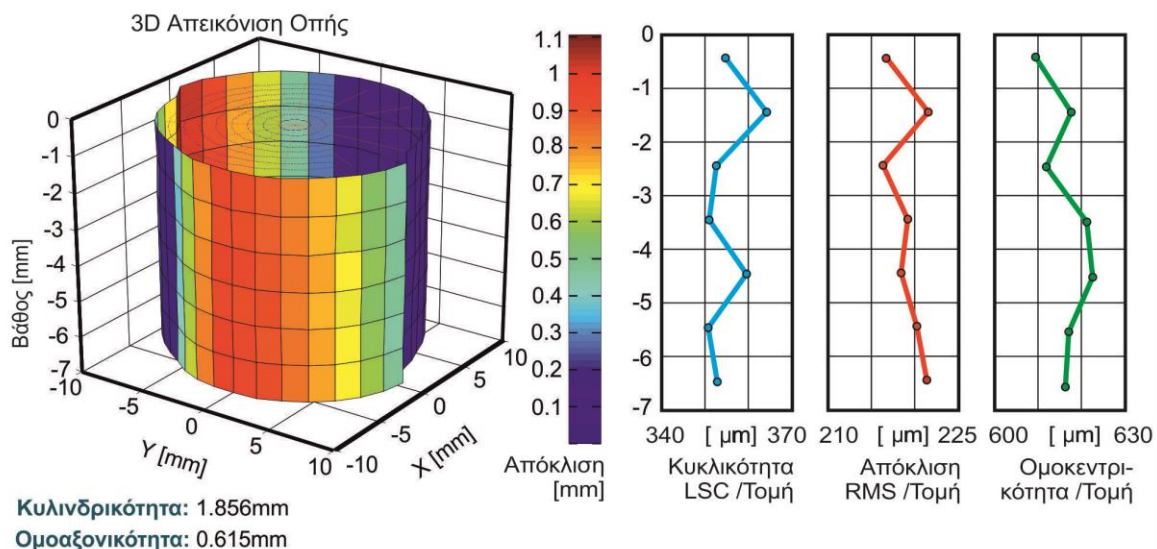 3D Απεικόνιση Οπής
0
-1
-2
-3
-4
-5
-6
-7
Βάθος [mm]
-10
-5
0
5
10
Y [mm]
-10
-5
0
5
10
X [mm]
1.1
1
0.9
0.8
0.7
0.6
0.5
0.4
0.3
0.2
0.1
Απόκλιση
[mm]
0
-1
-2
-3
-4
-5
-6
-7
340 [ μm] 370
Κυκλικότητα
LSC /Τομή
210 [ μm] 225
Απόκλιση
RMS /Τομή
600 [ μm] 630
Ομοκεντρι-
κότητα /Τομή
Κυλινδρικότητα: 1.856mm
Ομοαξονικότητα: 0.615mm